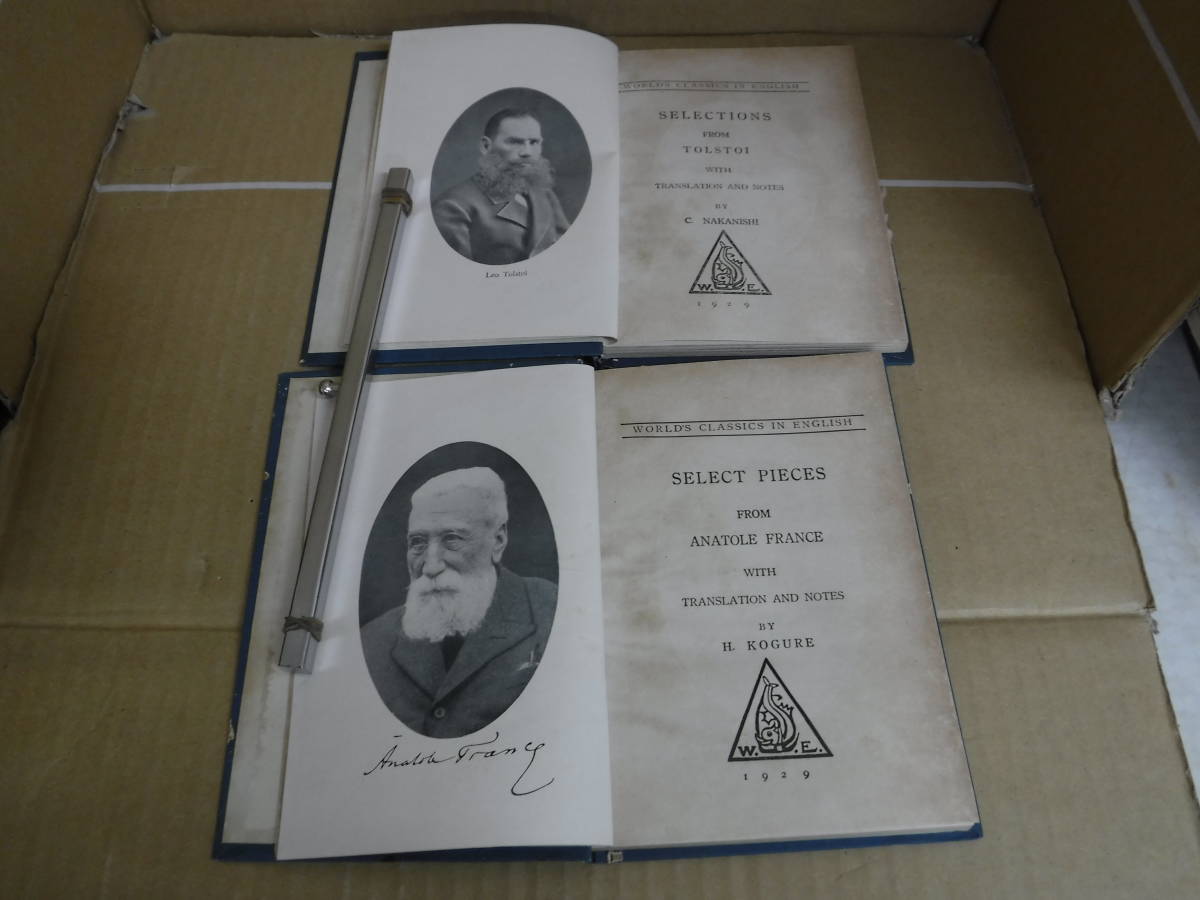 WORLD'S CLASSICS IN ENGLISH
SELECTIONS
FROM
TOLSTOI
WITH
TRANSLATION AND NOTES
BY
C. NAKANISHI
W. E.
1929
Leo Tolstoi
WORLD'S CLASSICS IN ENGLISH
SELECT PIECES
FROM
ANATOLE FRANCE
WITH
TRANSLATION AND NOTES
BY
H. KOGURE
W. E.
1929
Anatole France